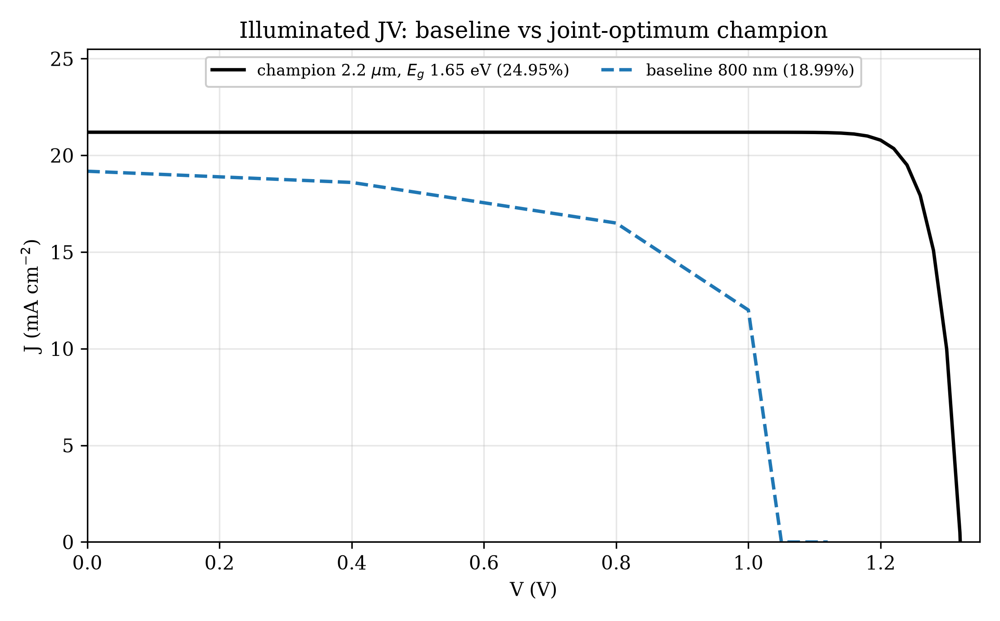 Illuminated JV: baseline vs joint-optimum champion
champion 2.2 μm, E_g 1.65 eV (24.95%)
baseline 800 nm (18.99%)
J (mA cm⁻²)
25
20
15
10
5
0
0.0 0.2 0.4 0.6 0.8 1.0 1.2
V (V)